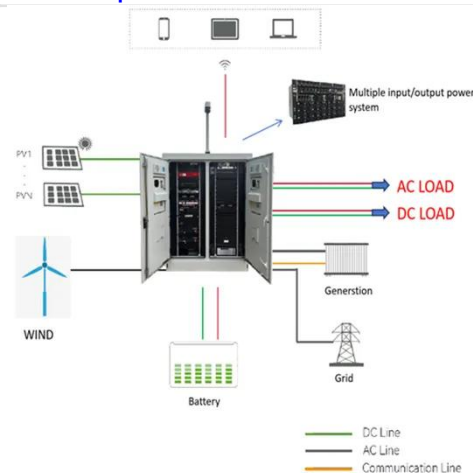 Multiple input/output power
system
PV1
PVN
AC LOAD
DC LOAD
WIND
Generstion
Grid
Battery
DC Line
AC Line
Communication Line